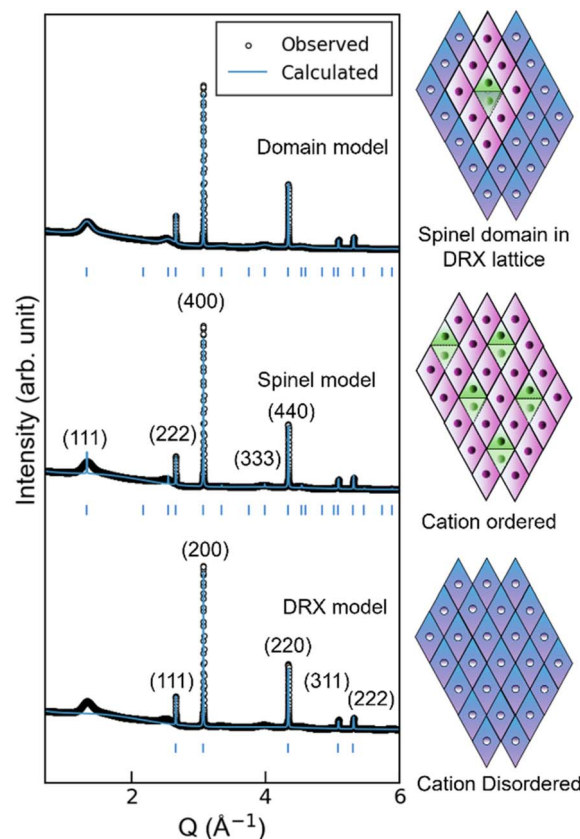 Observed
Calculated
Domain model
Spinel domain in
DRX lattice
(400)
Spinel model
(111)
(222)
(333)
(440)
Cation ordered
(200)
DRX model
(111)
(220)
(311)
(222)
Cation Disordered
Intensity (arb. unit)
2
4
6
Q (Å⁻¹)